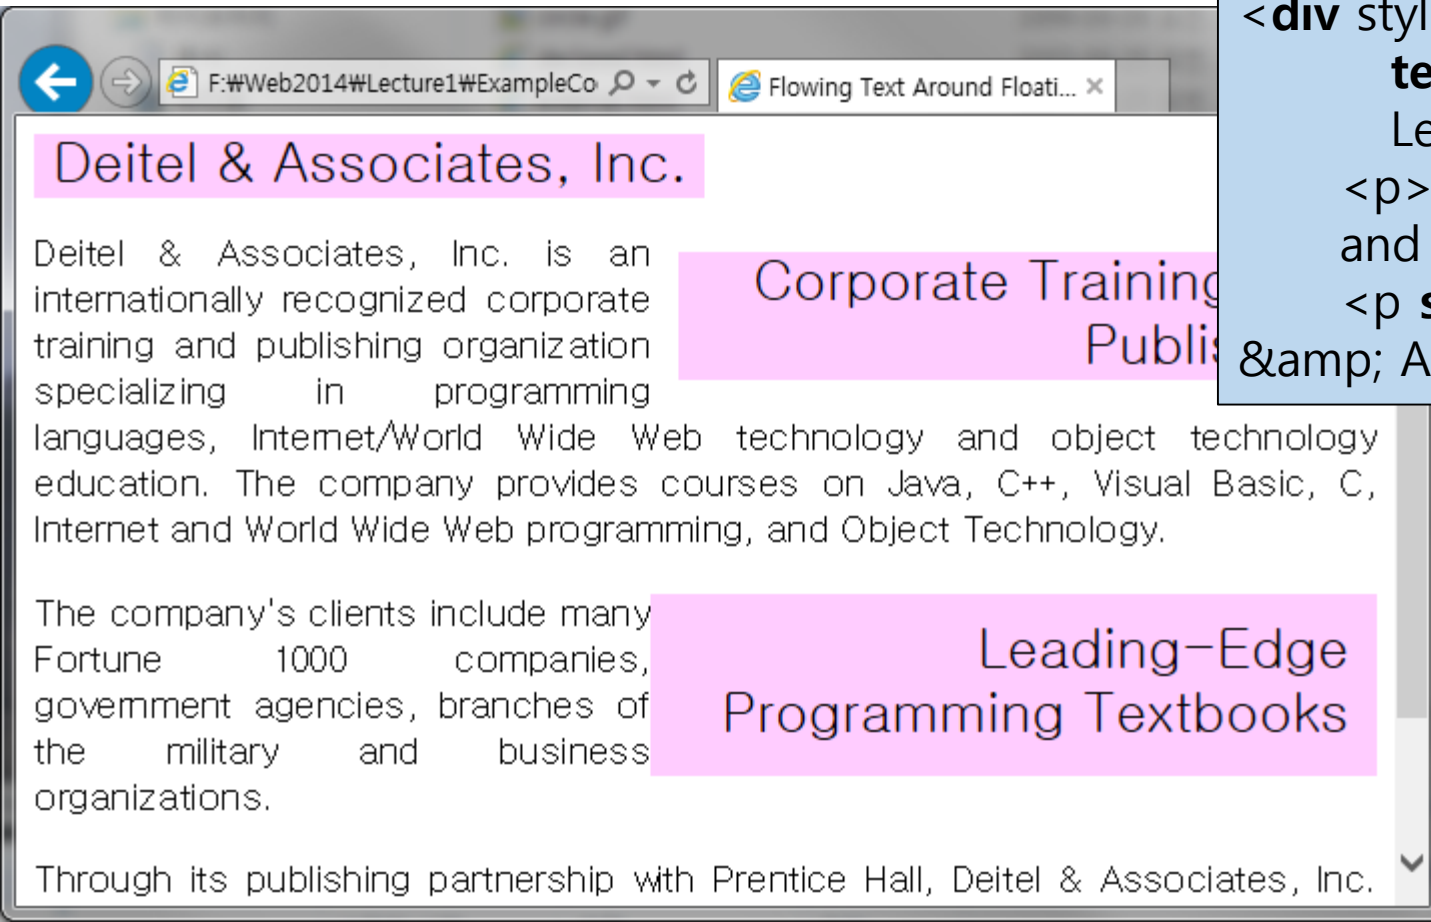 F:₩Web2014₩Lecture1₩ExampleCo
Flowing Text Around Floati...
Deitel & Associates, Inc.
Deitel & Associates, Inc. is an
internationally recognized corporate
training and publishing organization
specializing in programming
languages, Internet/World Wide Web technology and object technology
education. The company provides courses on Java, C++, Visual Basic, C,
Internet and World Wide Web programming, and Object Technology.
Corporate Training
Publis
The company's clients include many
Fortune 1000 companies,
government agencies, branches of
the military and business
organizations.
Leading-Edge
Programming Textbooks
Through its publishing partnership with Prentice Hall, Deitel & Associates, Inc.
<div styl
te
Le
<p>
and
<p s
&amp; A